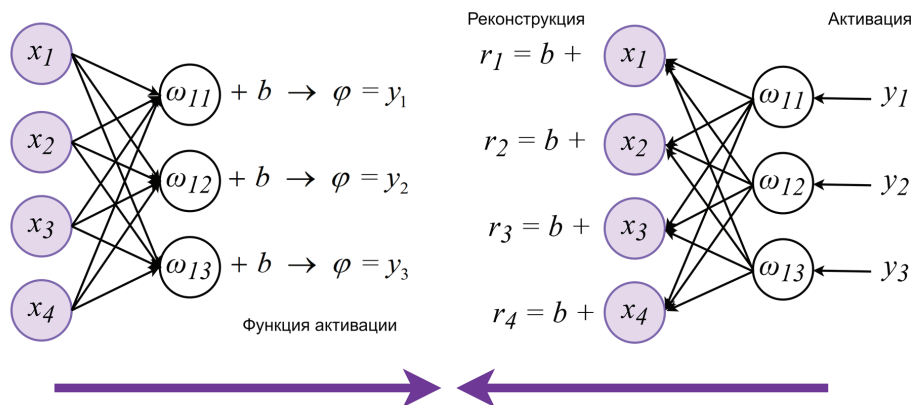 Реконструкция
Активация
x₁
ω₁₁ + b → φ = y₁
x₂
ω₁₂ + b → φ = y₂
x₃
ω₁₃ + b → φ = y₃
x₄
Функция активации
r₁ = b + x₁
ω₁₁ y₁
r₂ = b + x₂
ω₁₂ y₂
r₃ = b + x₃
ω₁₃ y₃
r₄ = b + x₄